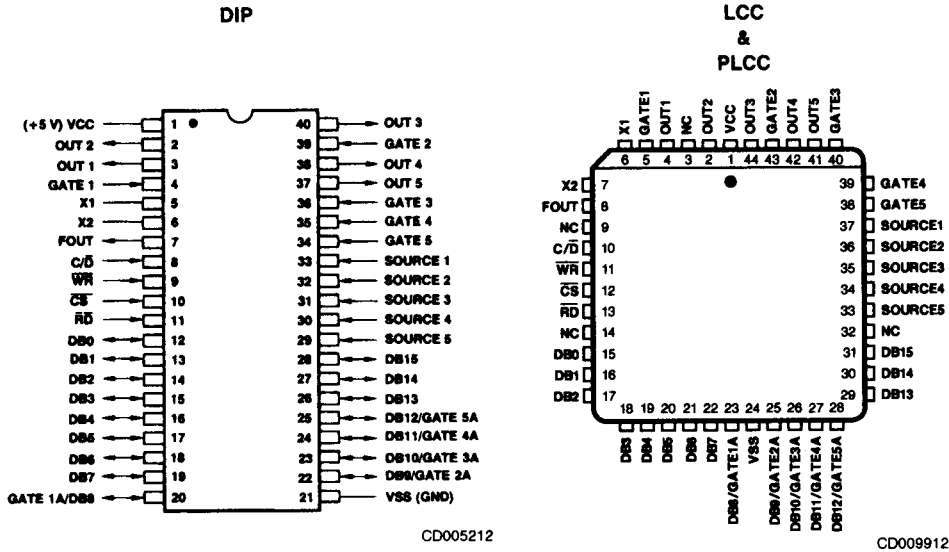 DIP
(+5 V) VCC 1 40 OUT 3
OUT 2 2 39 GATE 2
OUT 1 3 38 OUT 4
GATE 1 4 37 OUT 5
X1 5 36 GATE 3
X2 6 35 GATE 4
FOUT 7 34 GATE 5
C/D̅ 8 33 SOURCE 1
W̅R̅ 9 32 SOURCE 2
C̅S̅ 10 31 SOURCE 3
R̅D̅ 11 30 SOURCE 4
DB0 12 29 SOURCE 5
DB1 13 28 DB15
DB2 14 27 DB14
DB3 15 26 DB13
DB4 16 25 DB12/GATE 5A
DB5 17 24 DB11/GATE 4A
DB6 18 23 DB10/GATE 3A
DB7 19 22 DB9/GATE 2A
GATE 1A/DB8 20 21 VSS (GND)
CD005212
LCC
&
PLCC
X1 GATE1 OUT1 NC OUT2 VCC OUT3 GATE2 OUT4 OUT5 GATE3
6 5 4 3 2 1 44 43 42 41 40
X2 7 39 GATE4
FOUT 8 38 GATE5
NC 9 37 SOURCE1
C/D̅ 10 36 SOURCE2
W̅R̅ 11 35 SOURCE3
C̅S̅ 12 34 SOURCE4
R̅D̅ 13 33 SOURCE5
NC 14 32 NC
DB0 15 31 DB15
DB1 16 30 DB14
DB2 17 29 DB13
18 19 20 21 22 23 24 25 26 27 28
DB3 DB4 DB5 DB6 DB7 DB8/GATE1A VSS DB9/GATE2A DB10/GATE3A DB11/GATE4A DB12/GATE5A
CD009912